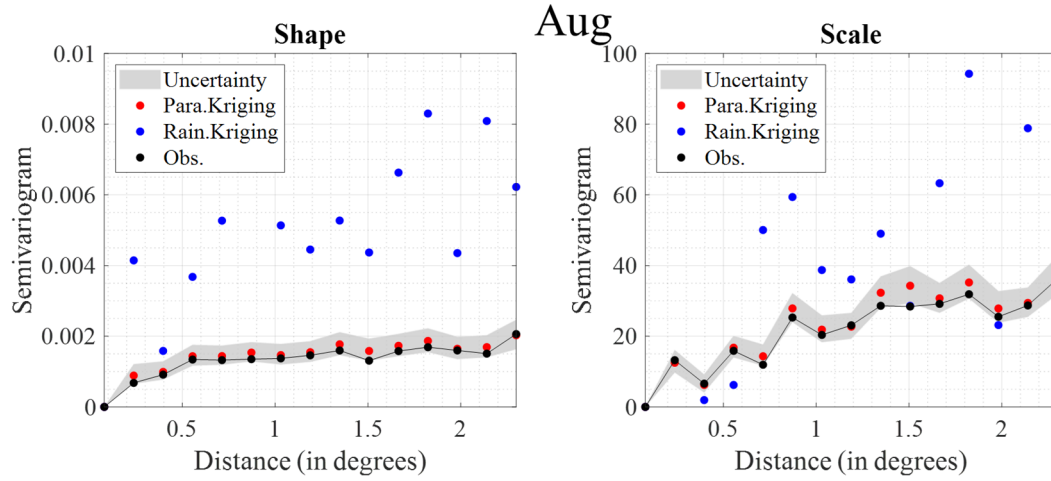 Aug
Shape
Semivariogram
0.01
0.008
0.006
0.004
0.002
0
Uncertainty
Para.Kriging
Rain.Kriging
Obs.
0.5
1
1.5
2
Distance (in degrees)
Scale
Semivariogram
100
80
60
40
20
0
Uncertainty
Para.Kriging
Rain.Kriging
Obs.
0.5
1
1.5
2
Distance (in degrees)